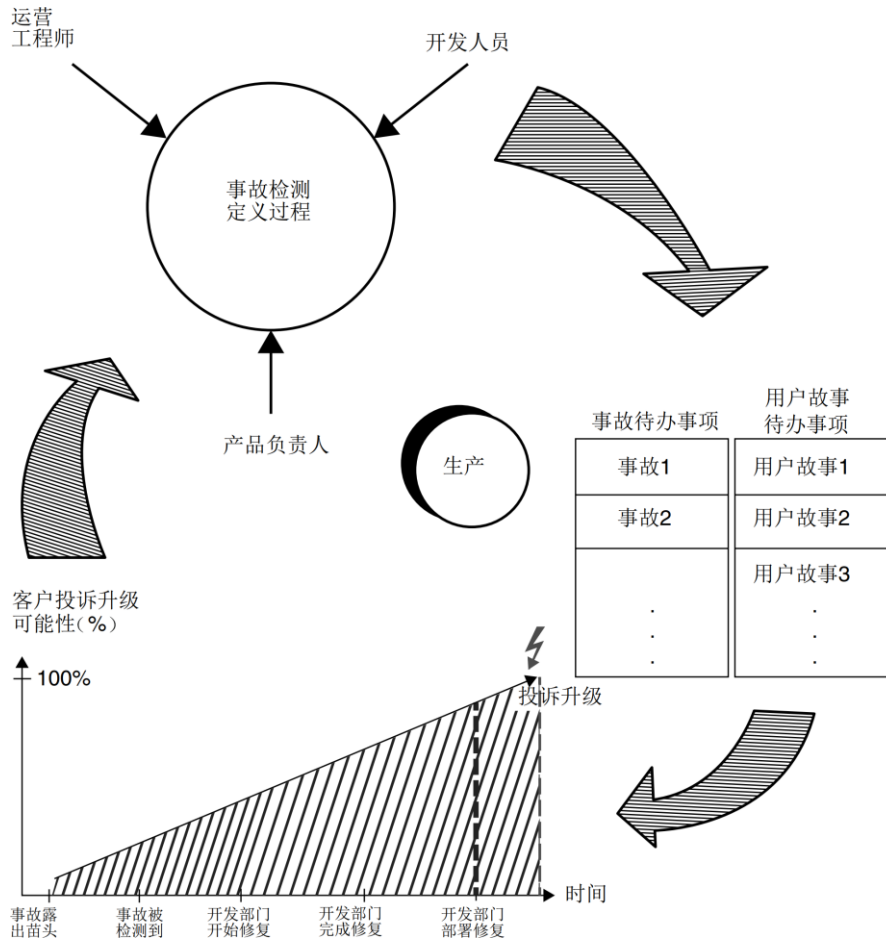 运营
工程师
开发人员
事故检测
定义过程
产品负责人
生产
事故待办事项
用户故事
待办事项
事故1
用户故事1
事故2
用户故事2
用户故事3
客户投诉升级
可能性(%)
100%
投诉升级
时间
事故露
出苗头
事故被
检测到
开发部门
开始修复
开发部门
完成修复
开发部门
部署修复